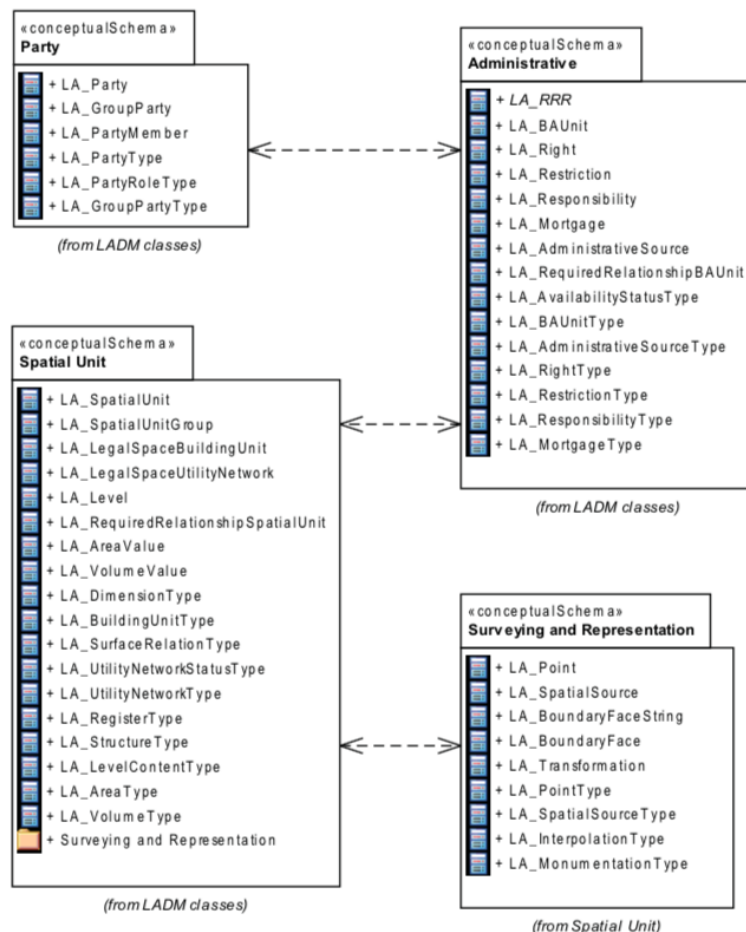 «conceptualSchema»
Party
+ LA_Party
+ LA_GroupParty
+ LA_PartyMember
+ LA_PartyType
+ LA_PartyRoleType
+ LA_GroupPartyType
(from LADM classes)
«conceptualSchema»
Administrative
+ LA_RRR
+ LA_BAUnit
+ LA_Right
+ LA_Restriction
+ LA_Responsibility
+ LA_Mortgage
+ LA_AdministrativeSource
+ LA_RequiredRelationshipBAUnit
+ LA_AvailabilityStatusType
+ LA_BAUnitType
+ LA_AdministrativeSourceType
+ LA_RightType
+ LA_RestrictionType
+ LA_ResponsibilityType
+ LA_MortgageType
(from LADM classes)
«conceptualSchema»
Spatial Unit
+ LA_SpatialUnit
+ LA_SpatialUnitGroup
+ LA_LegalSpaceBuildingUnit
+ LA_LegalSpaceUtilityNetwork
+ LA_Level
+ LA_RequiredRelationshipSpatialUnit
+ LA_AreaValue
+ LA_VolumeValue
+ LA_DimensionType
+ LA_BuildingUnitType
+ LA_SurfaceRelationType
+ LA_UtilityNetworkStatusType
+ LA_UtilityNetworkType
+ LA_RegisterType
+ LA_StructureType
+ LA_LevelContentType
+ LA_AreaType
+ LA_VolumeType
+ Surveying and Representation
(from LADM classes)
«conceptualSchema»
Surveying and Representation
+ LA_Point
+ LA_SpatialSource
+ LA_BoundaryFaceString
+ LA_BoundaryFace
+ LA_Transformation
+ LA_PointType
+ LA_SpatialSourceType
+ LA_InterpolationType
+ LA_MonumentationType
(from Spatial Unit)